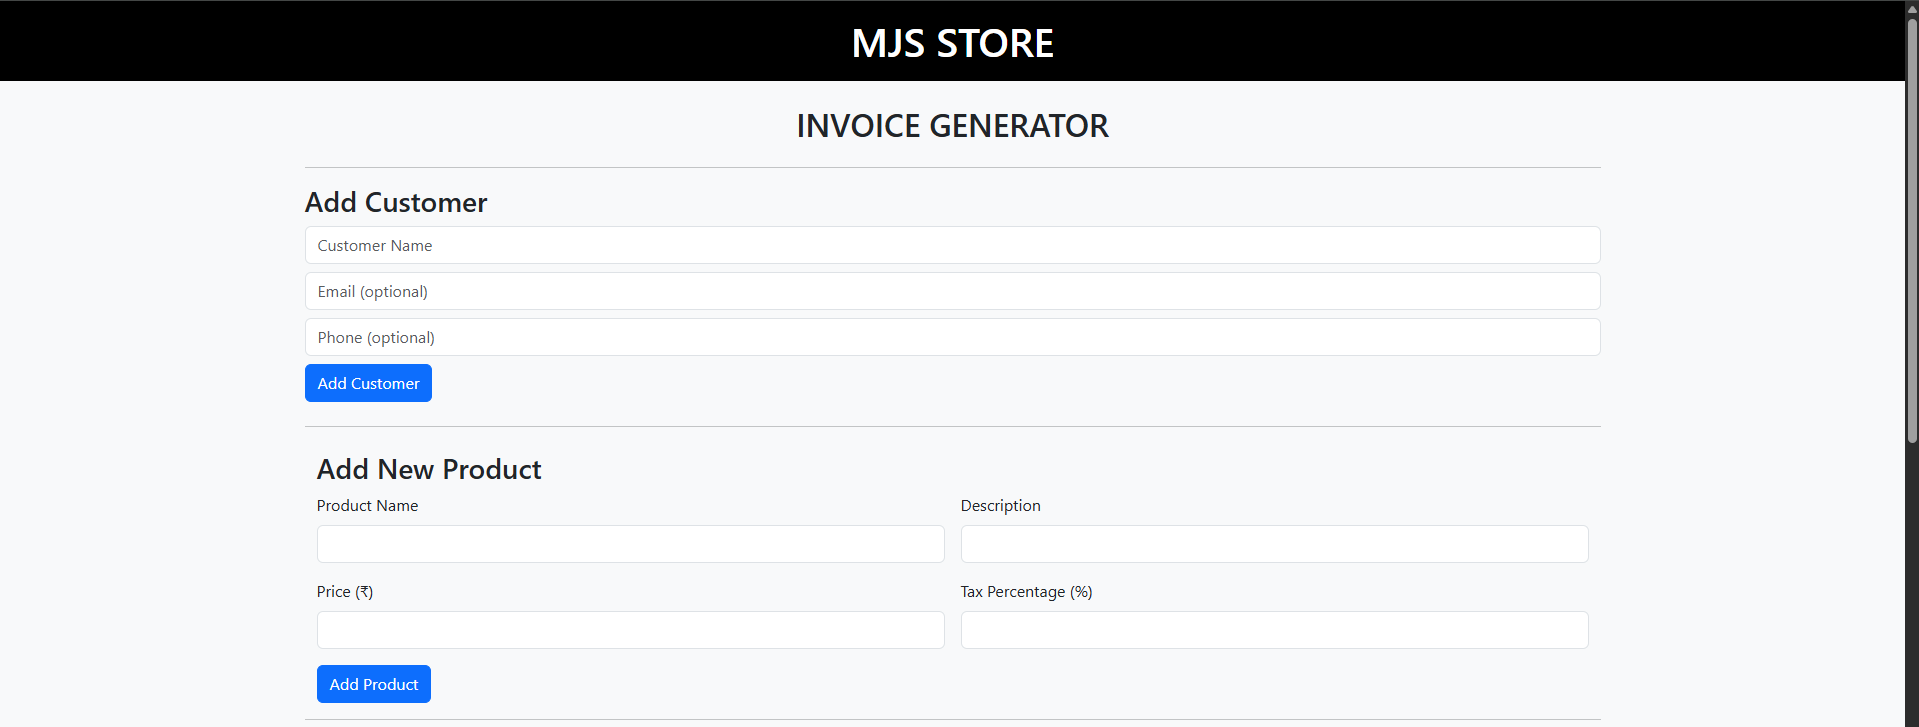 MJS STORE
INVOICE GENERATOR
Add Customer
Customer Name
Email (optional)
Phone (optional)
Add Customer
Add New Product
Product Name
Description
Price (₹)
Tax Percentage (%)
Add Product